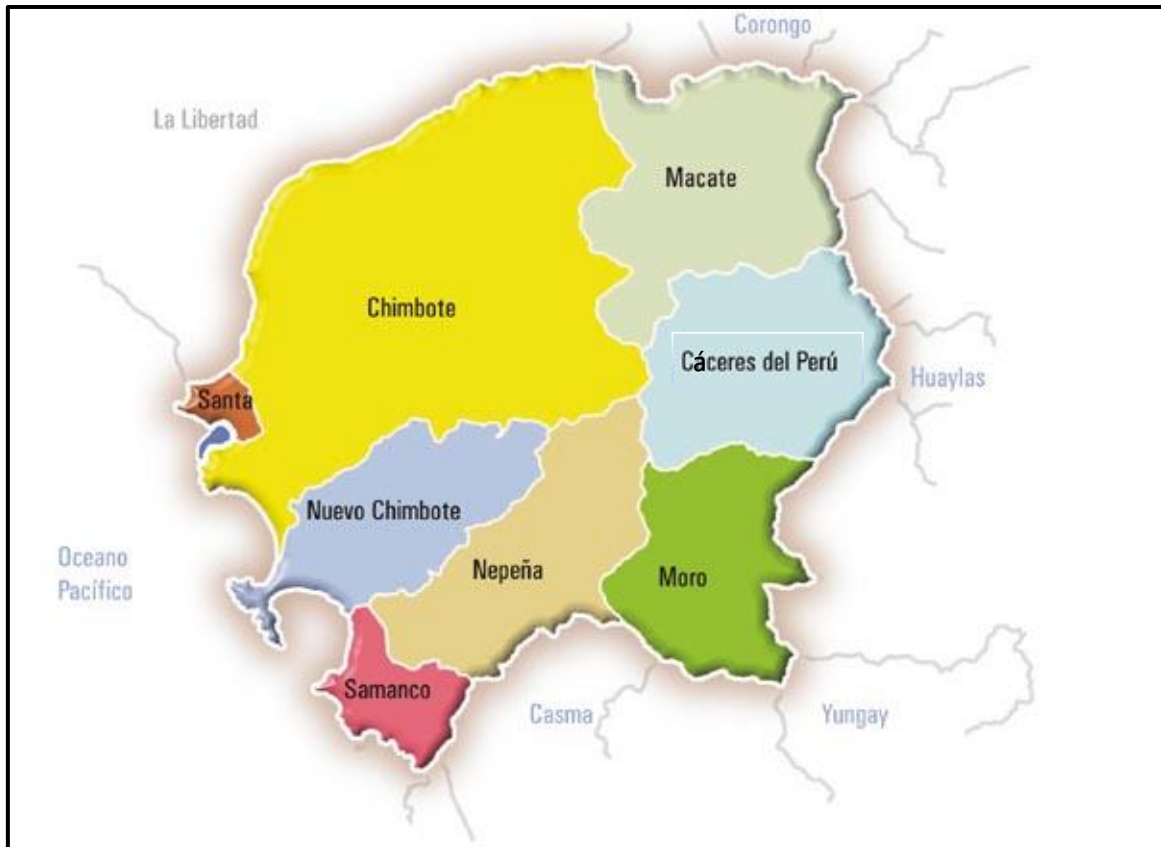 Corongo
La Libertad
Macate
Chimbote
Cáceres del Perú
Huaylas
Santa
Nuevo Chimbote
Oceano
Pacífico
Nepeña
Moro
Samanco
Casma
Yungay